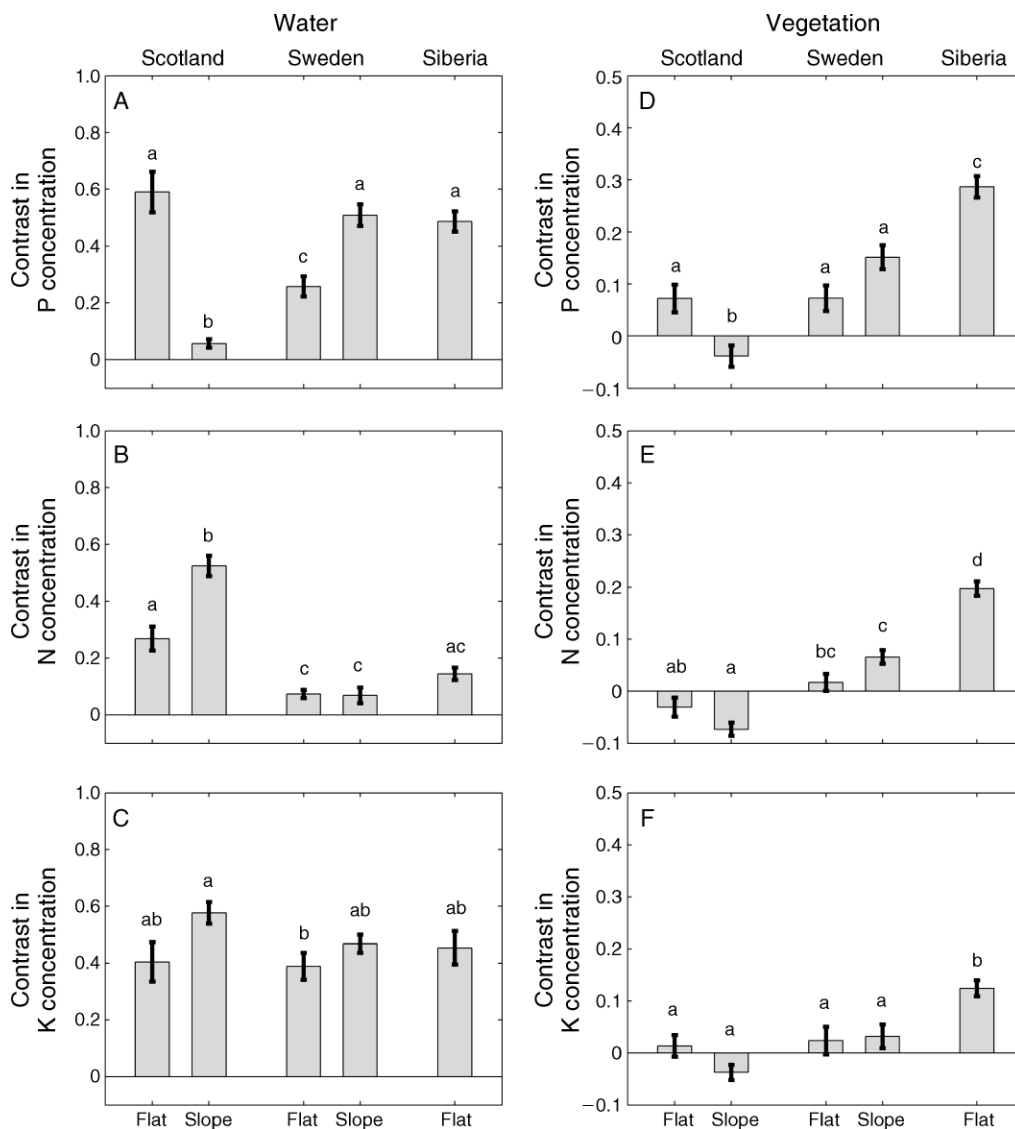 Water
Vegetation
Scotland Sweden Siberia
Scotland Sweden Siberia
A
Contrast in
P concentration
1.0
0.8
0.6
0.4
0.2
0
a
b
c
a
a
D
Contrast in
P concentration
0.5
0.4
0.3
0.2
0.1
0
−0.1
a
b
a
a
c
B
Contrast in
N concentration
1.0
0.8
0.6
0.4
0.2
0
a
b
c
c
ac
E
Contrast in
N concentration
0.5
0.4
0.3
0.2
0.1
0
−0.1
ab
a
bc
c
d
C
Contrast in
K concentration
1.0
0.8
0.6
0.4
0.2
0
ab
a
b
ab
ab
Flat Slope Flat Slope Flat
F
Contrast in
K concentration
0.5
0.4
0.3
0.2
0.1
0
−0.1
a
a
a
a
b
Flat Slope Flat Slope Flat